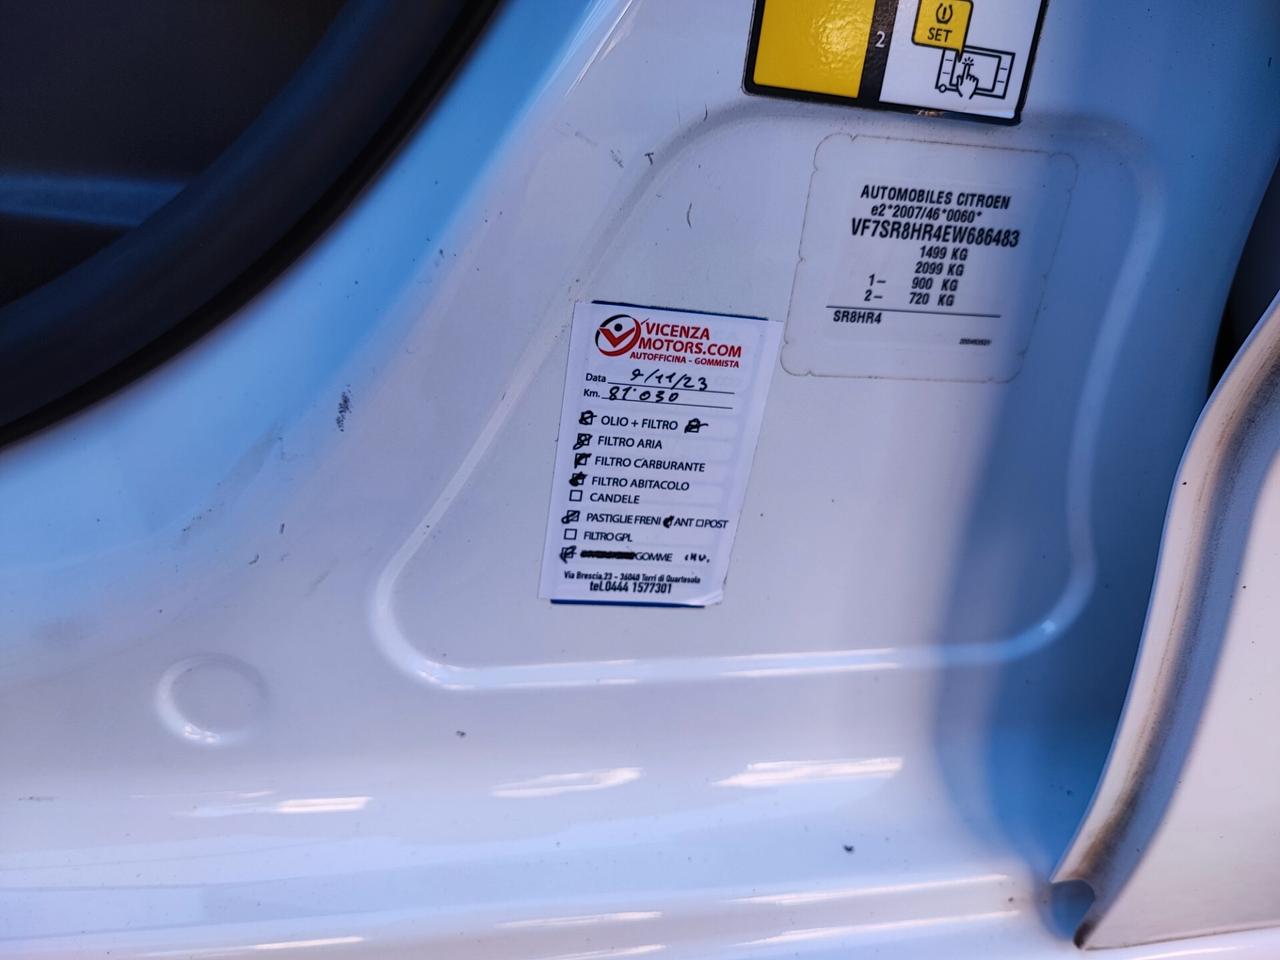 2
SET
AUTOMOBILES CITROEN
e2*2007/46*0060*
VF7SR8HR4EW686483
1499 KG
2099 KG
1- 900 KG
2- 720 KG
SR8HR4
VICENZA
MOTORS.COM
AUTOFFICINA - GOMMISTA
Data 9/11/23
Km. 81'030
OLIO + FILTRO
FILTRO ARIA
FILTRO CARBURANTE
FILTRO ABITACOLO
CANDELE
PASTIGLIE FRENI ANT POST
FILTRO GPL
GOMME INV.
Via Brescia,23 - 36040 Torri di Quartesolo
tel.0444 1577301